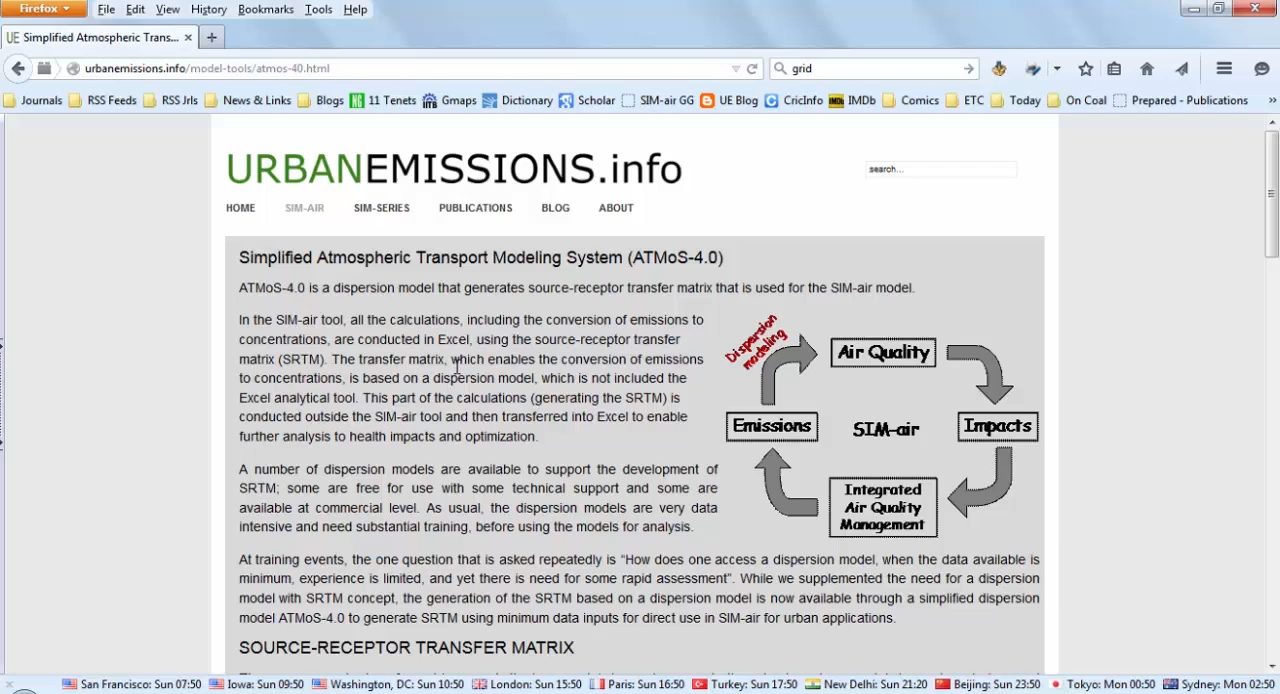 Firefox
File Edit View History Bookmarks Tools Help
UE Simplified Atmospheric Trans... × +
urbanemissions.info/model-tools/atmos-40.html
grid
Journals RSS Feeds RSS Jrls News & Links Blogs 11 Tenets Gmaps Dictionary Scholar SIM-air GG UE Blog CricInfo IMDb Comics ETC Today On Coal Prepared - Publications »
URBANEMISSIONS.info
search...
HOME SIM-AIR SIM-SERIES PUBLICATIONS BLOG ABOUT
Simplified Atmospheric Transport Modeling System (ATMoS-4.0)
ATMoS-4.0 is a dispersion model that generates source-receptor transfer matrix that is used for the SIM-air model.
In the SIM-air tool, all the calculations, including the conversion of emissions to
concentrations, are conducted in Excel, using the source-receptor transfer
matrix (SRTM). The transfer matrix, which enables the conversion of emissions
to concentrations, is based on a dispersion model, which is not included the
Excel analytical tool. This part of the calculations (generating the SRTM) is
conducted outside the SIM-air tool and then transferred into Excel to enable
further analysis to health impacts and optimization.
Dispersion
modeling
Air Quality
Emissions
SIM-air
Impacts
Integrated
Air Quality
Management
A number of dispersion models are available to support the development of
SRTM; some are free for use with some technical support and some are
available at commercial level. As usual, the dispersion models are very data
intensive and need substantial training, before using the models for analysis.
At training events, the one question that is asked repeatedly is “How does one access a dispersion model, when the data available is
minimum, experience is limited, and yet there is need for some rapid assessment”. While we supplemented the need for a dispersion
model with SRTM concept, the generation of the SRTM based on a dispersion model is now available through a simplified dispersion
model ATMoS-4.0 to generate SRTM using minimum data inputs for direct use in SIM-air for urban applications.
SOURCE-RECEPTOR TRANSFER MATRIX
San Francisco: Sun 07:50 Iowa: Sun 09:50 Washington, DC: Sun 10:50 London: Sun 15:50 Paris: Sun 16:50 Turkey: Sun 17:50 New Delhi: Sun 21:20 Beijing: Sun 23:50 Tokyo: Mon 00:50 Sydney: Mon 02:50